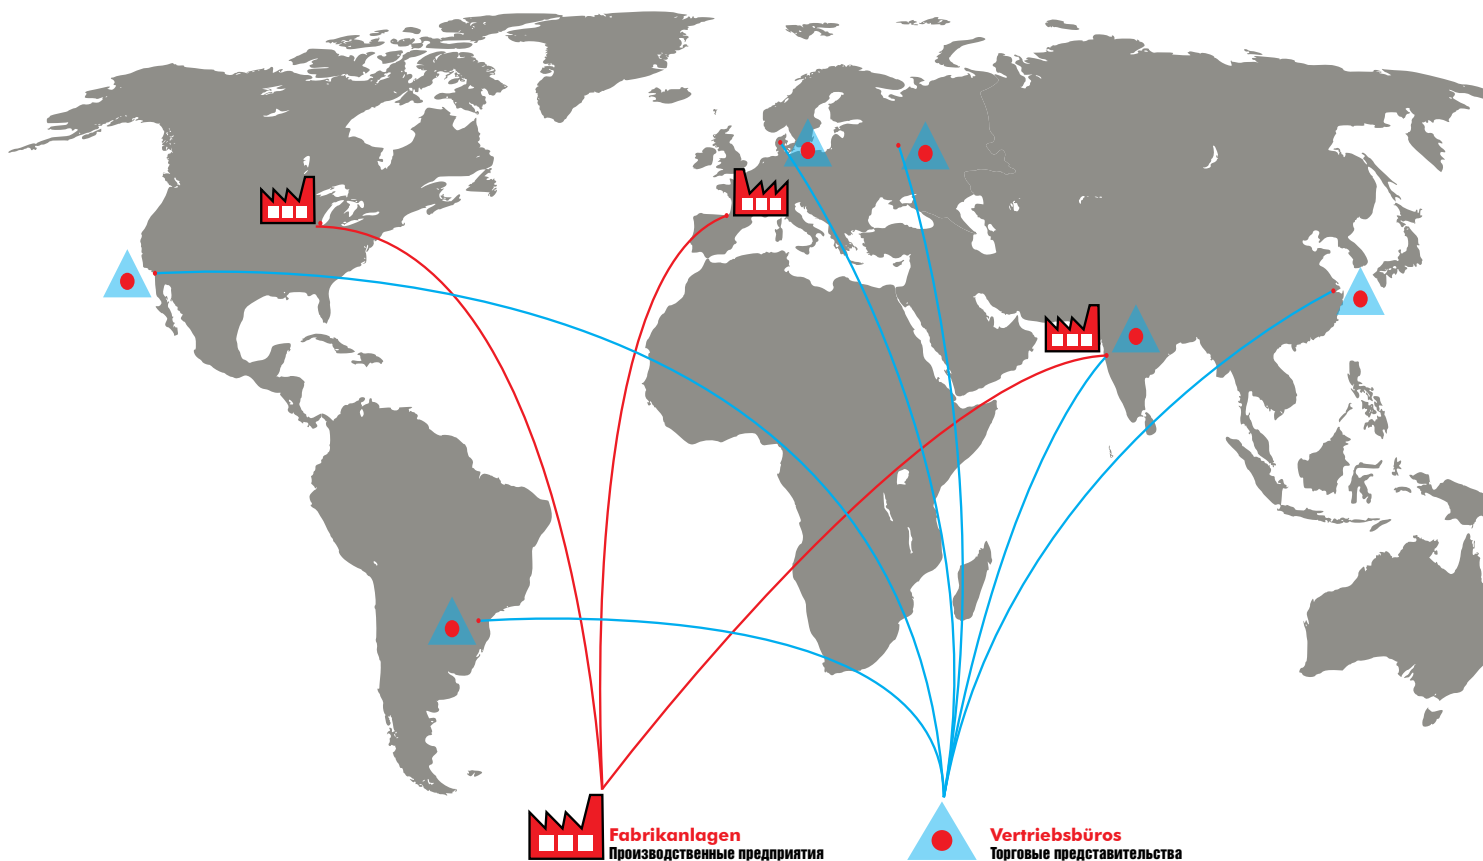 Fabrikanlagen
Производственные предприятия
Vertriebsbüros
Торговые представительства